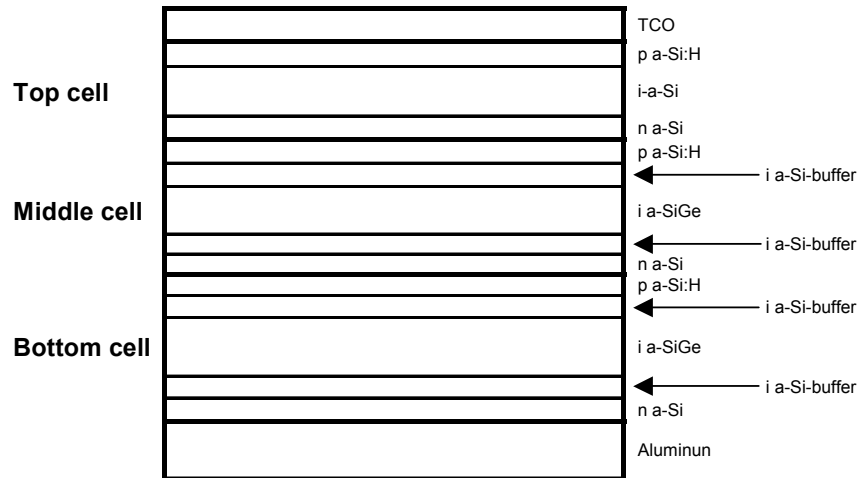 TCO
p a-Si:H
Top cell
i-a-Si
n a-Si
p a-Si:H
i a-Si-buffer
Middle cell
i a-SiGe
i a-Si-buffer
n a-Si
p a-Si:H
i a-Si-buffer
Bottom cell
i a-SiGe
i a-Si-buffer
n a-Si
Aluminun